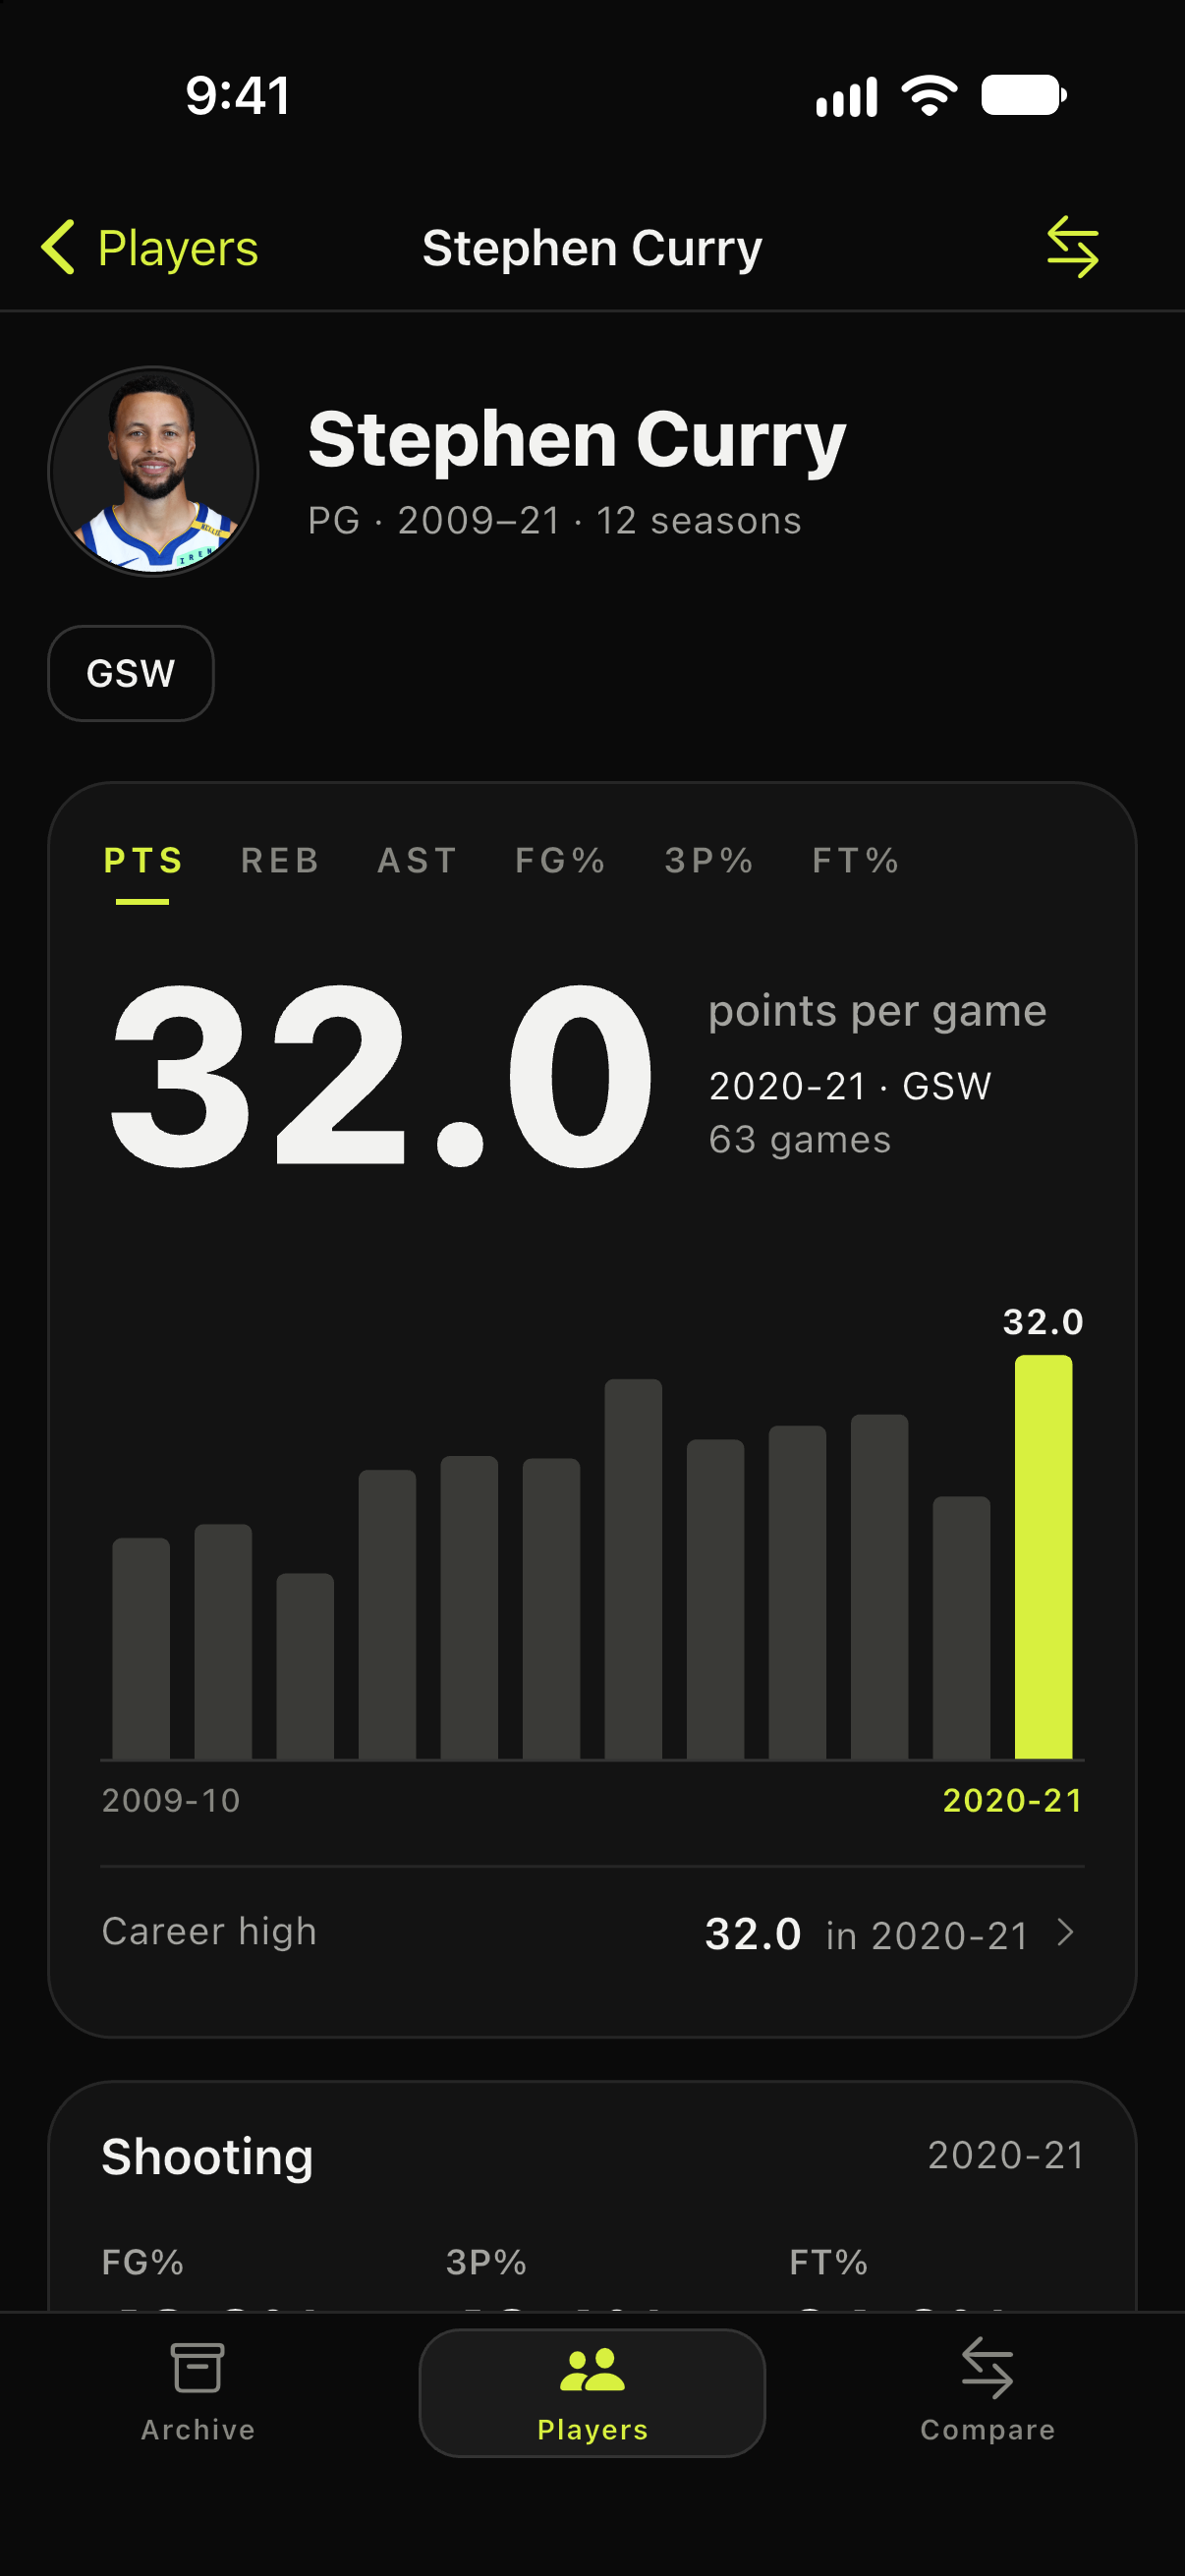 9:41
Players
Stephen Curry
Stephen Curry
PG · 2009–21 · 12 seasons
GSW
PTS REB AST FG% 3P% FT%
32.0
points per game
2020-21 · GSW
63 games
32.0
2009-10
2020-21
Career high
32.0 in 2020-21
Shooting
2020-21
FG% 3P% FT%
Archive
Players
Compare